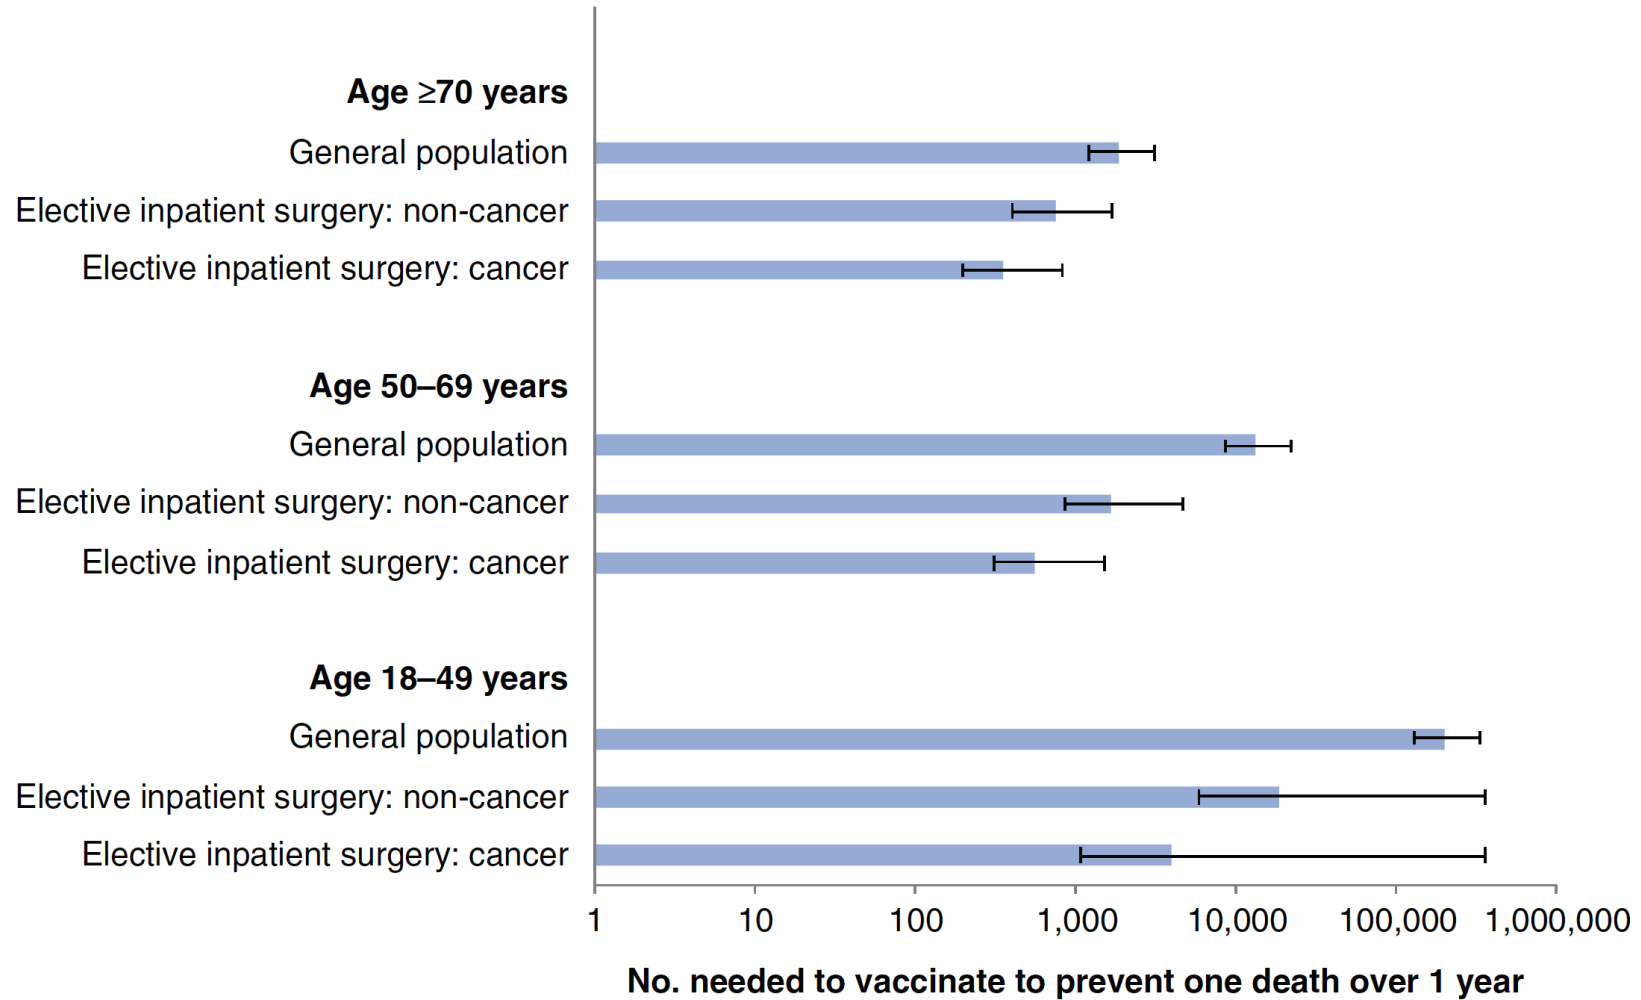 Age ≥70 years
General population
Elective inpatient surgery: non-cancer
Elective inpatient surgery: cancer
Age 50–69 years
General population
Elective inpatient surgery: non-cancer
Elective inpatient surgery: cancer
Age 18–49 years
General population
Elective inpatient surgery: non-cancer
Elective inpatient surgery: cancer
1 10 100 1,000 10,000 100,000 1,000,000
No. needed to vaccinate to prevent one death over 1 year